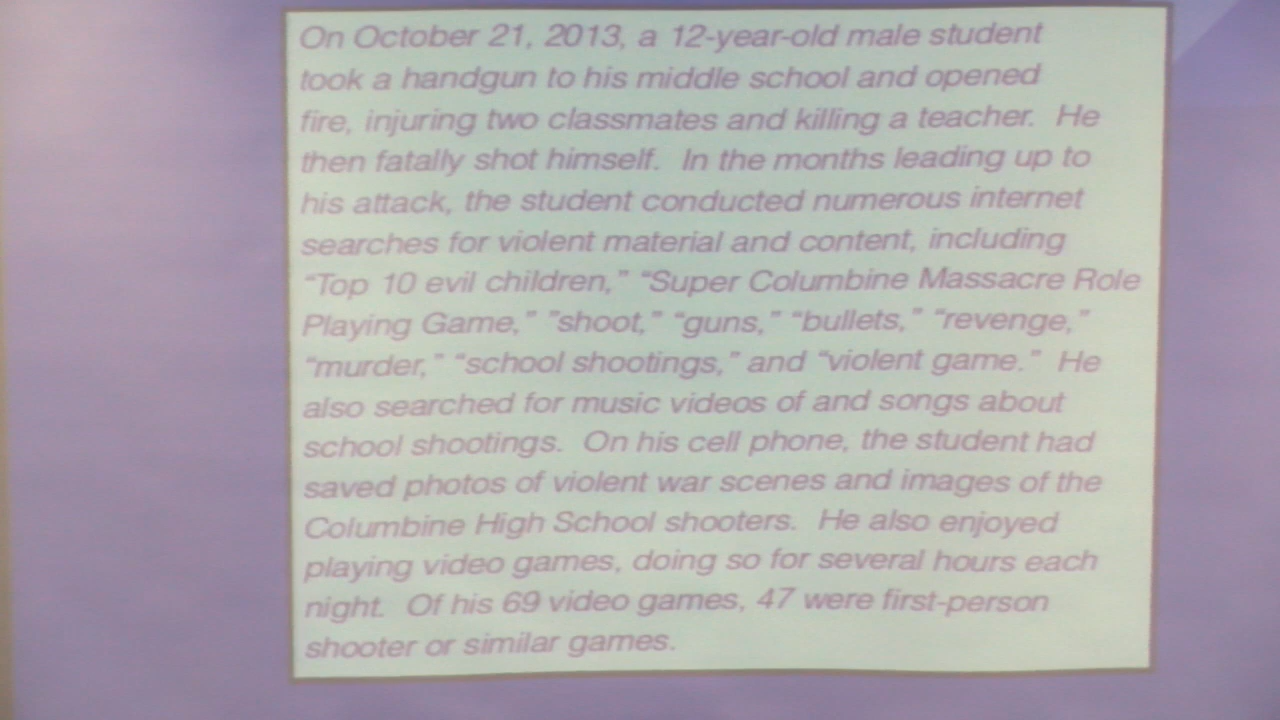 On October 21, 2013, a 12-year-old male student
took a handgun to his middle school and opened
fire, injuring two classmates and killing a teacher. He
then fatally shot himself. In the months leading up to
his attack, the student conducted numerous internet
searches for violent material and content, including
“Top 10 evil children,” “Super Columbine Massacre Role
Playing Game,” ”shoot,” “guns,” “bullets,” “revenge,”
“murder,” “school shootings,” and “violent game.” He
also searched for music videos of and songs about
school shootings. On his cell phone, the student had
saved photos of violent war scenes and images of the
Columbine High School shooters. He also enjoyed
playing video games, doing so for several hours each
night. Of his 69 video games, 47 were first-person
shooter or similar games.